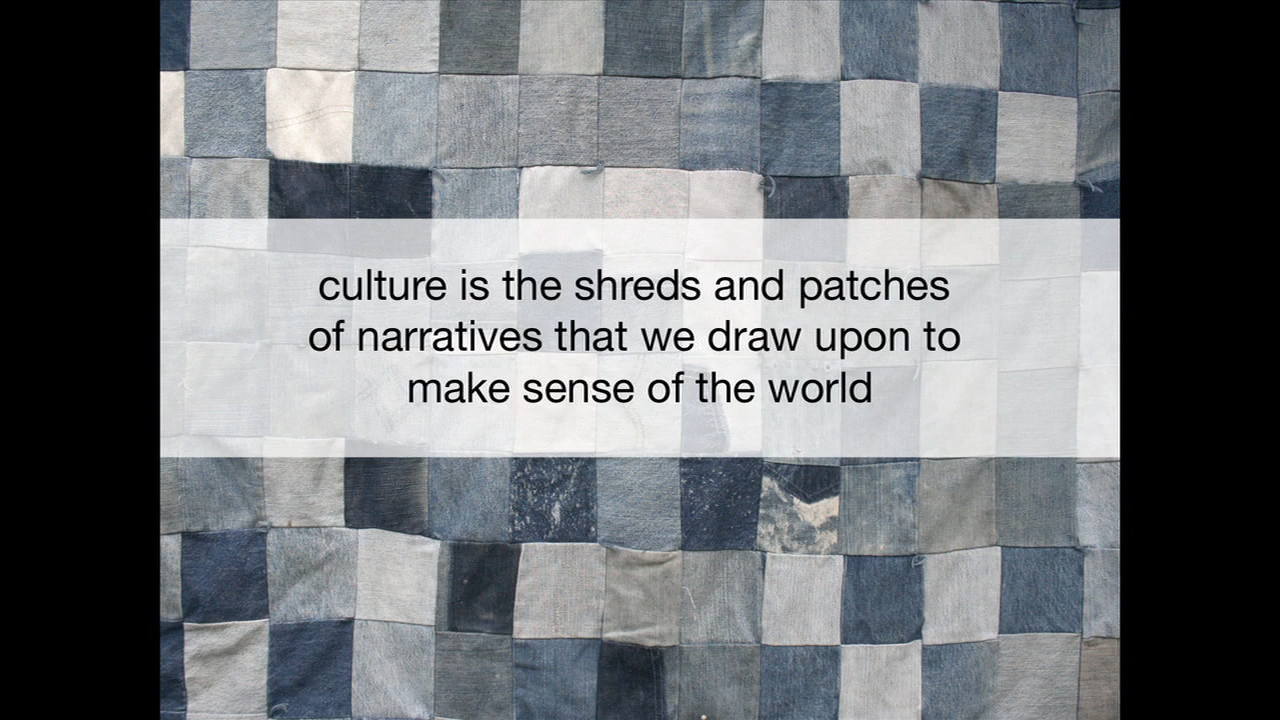 culture is the shreds and patches
of narratives that we draw upon to
make sense of the world